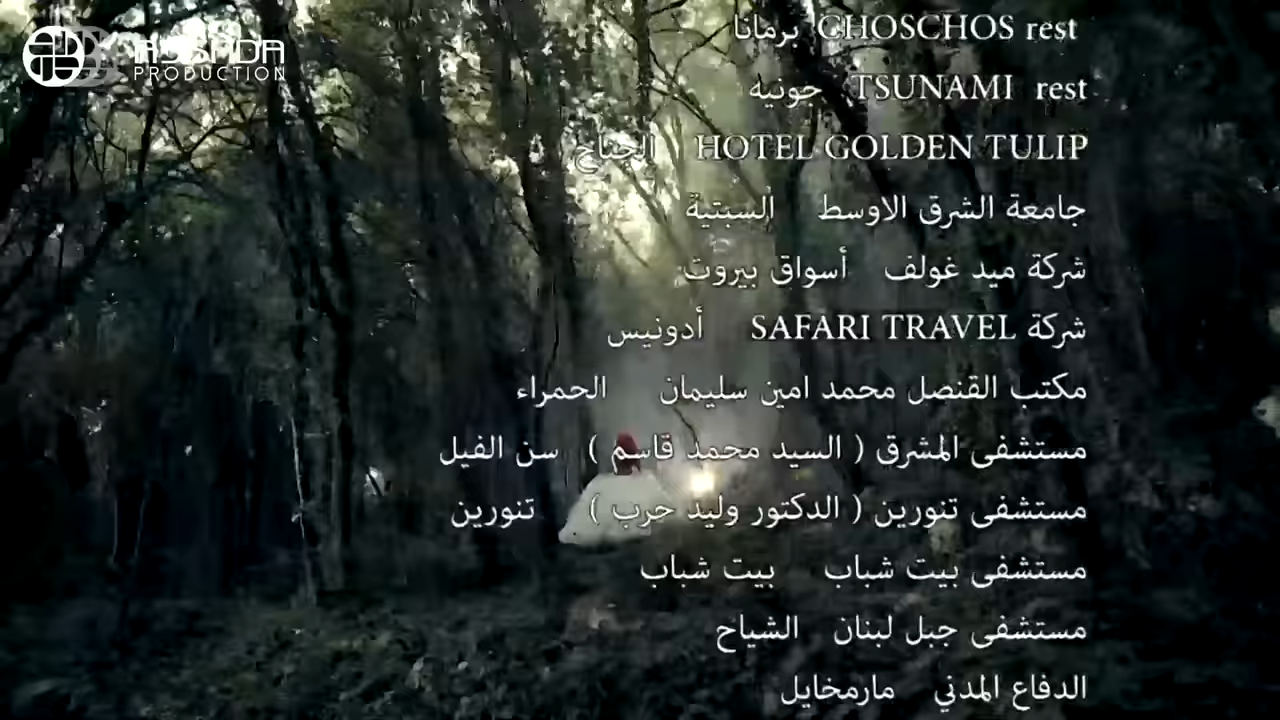 PRODUCTION
CHOSCHOS rest برمانا
TSUNAMI rest جونيه
HOTEL GOLDEN TULIP الجناح
جامعة الشرق الاوسط السبتية
شركة ميد غولف أسواق بيروت
شركة SAFARI TRAVEL أدونيس
مكتب القنصل محمد امين سليمان الحمراء
مستشفى المشرق ( السيد محمد قاسم ) سن الفيل
مستشفى تنورين ( الدكتور وليد حرب ) تنورين
مستشفى بيت شباب بيت شباب
مستشفى جبل لبنان الشياح
الدفاع المدني مارمخايل